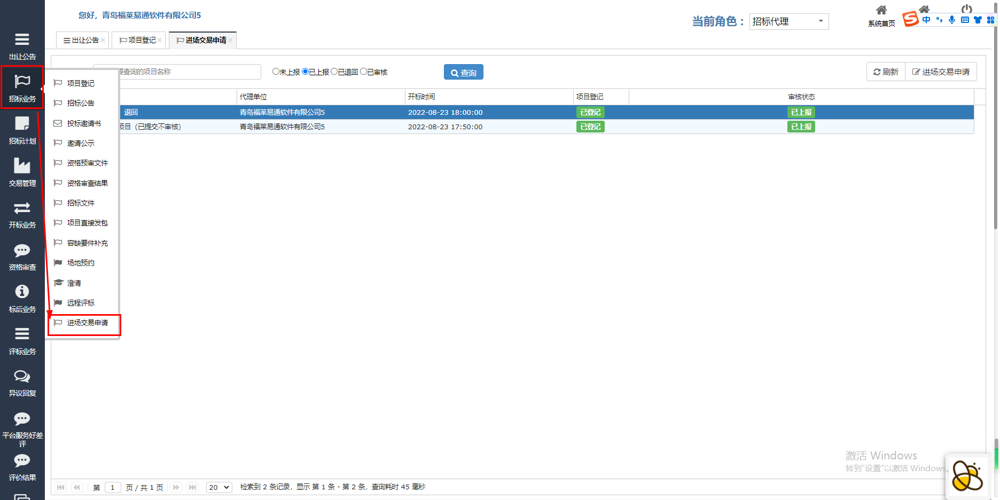 您好，青岛福莱易通软件有限公司5
当前角色： 招标代理
系统首页
中
出让公告 项目登记 进场交易申请
要查询的项目名称 未上报 已上报 已退回 已审核 查询 刷新 进场交易申请
代理单位 开标时间 项目登记 审核状态
退回 青岛福莱易通软件有限公司5 2022-08-23 18:00:00 已登记 已上报
项目（已提交不审核） 青岛福莱易通软件有限公司5 2022-08-23 17:50:00 已登记 已上报
出让公告
招标业务
招标计划
交易管理
开标业务
资格审查
标后业务
评标业务
异议回复
平台服务好差
评
评价结果
项目登记
招标公告
投标邀请书
邀请公示
资格预审文件
资格审查结果
招标文件
项目直接发包
容缺要件补充
场地预约
澄清
远程评标
进场交易申请
激活 Windows
转到“设置”以激活 Windows。
第 1 页 / 共 1 页 20 检索到 2 条记录，显示 第 1 条 - 第 2 条，查询耗时 45 毫秒